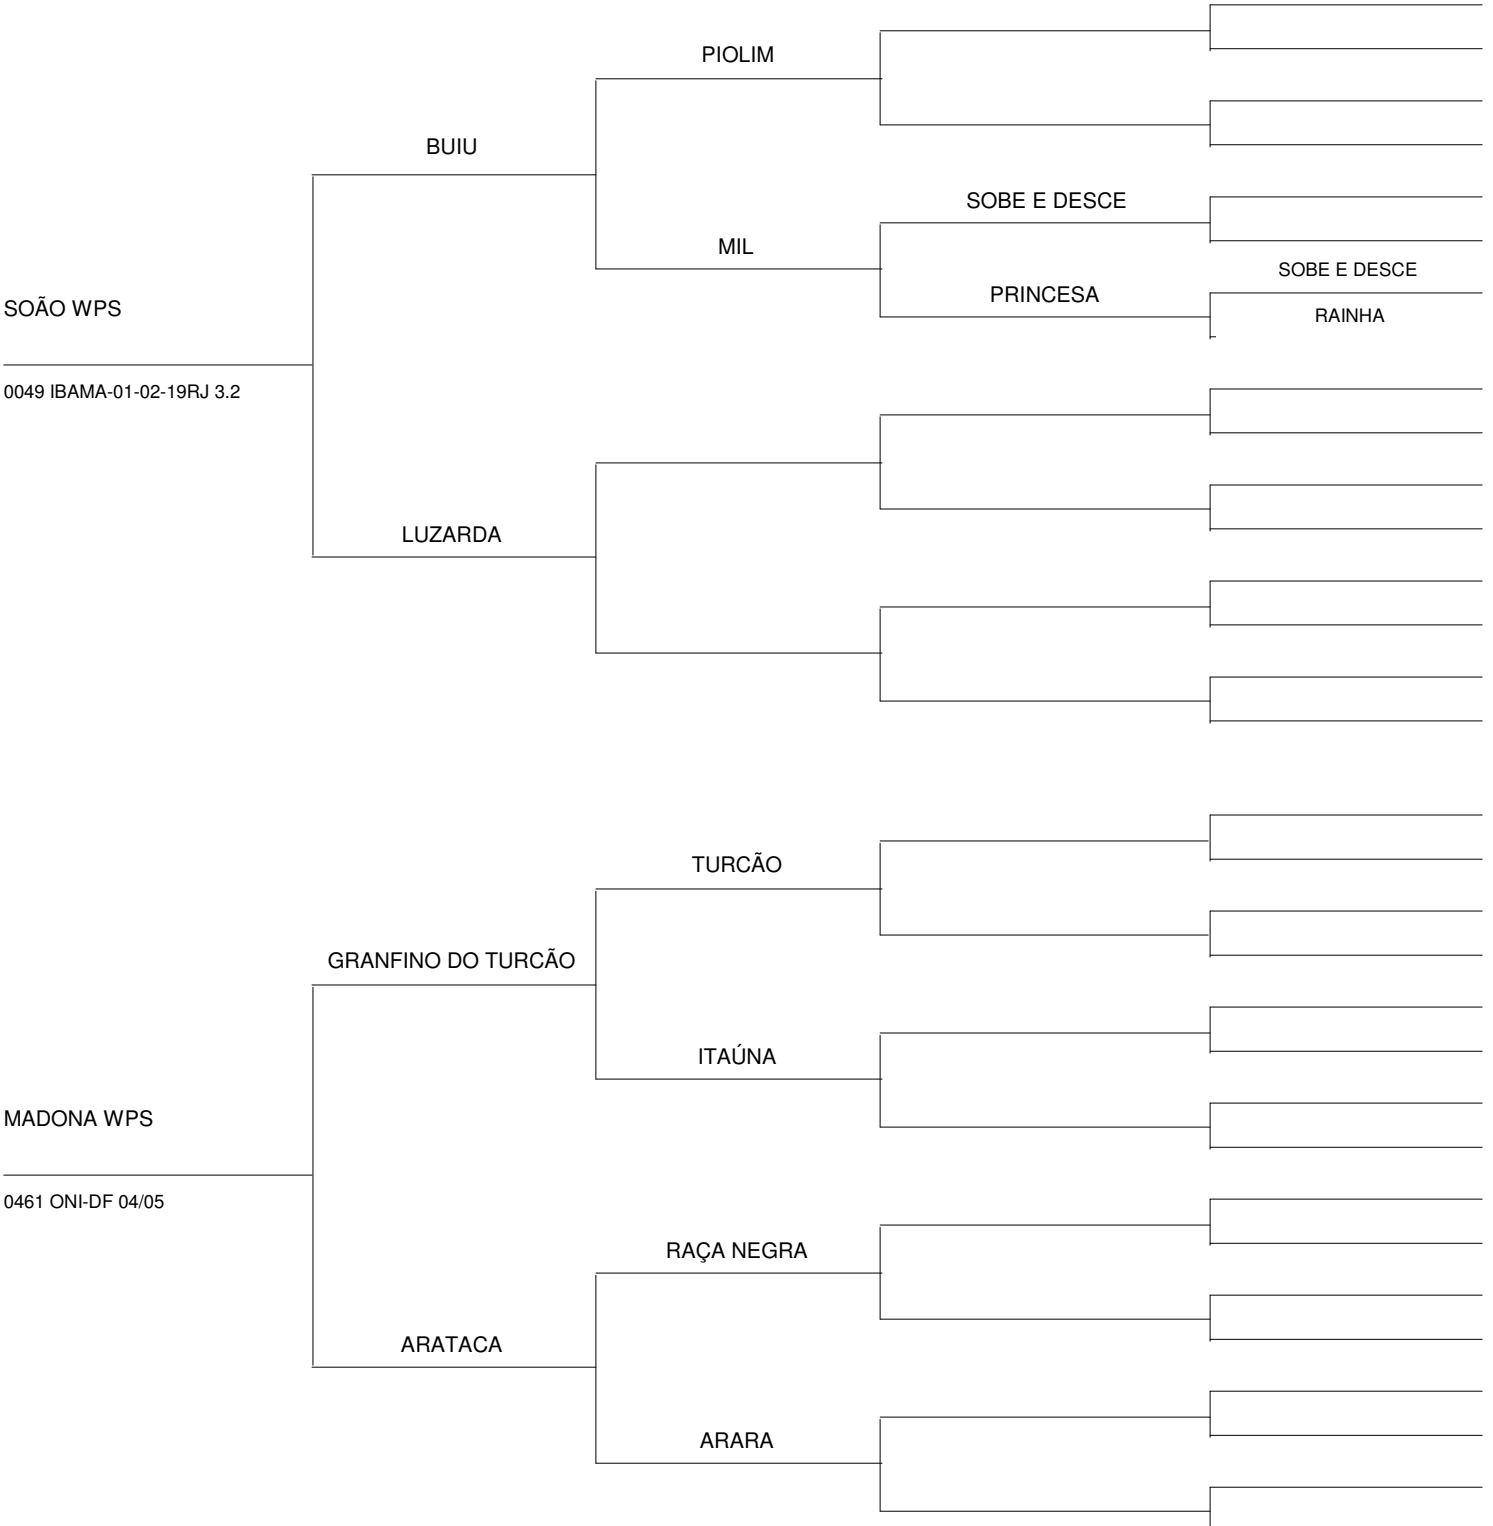 PIOLIM
BUIU
SOBE E DESCE
MIL
SOBE E DESCE
PRINCESA
SOÃO WPS
RAINHA
0049 IBAMA-01-02-19RJ 3.2
LUZARDA
TURCÃO
GRANFINO DO TURCÃO
ITAÚNA
MADONA WPS
0461 ONI-DF 04/05
RAÇA NEGRA
ARATACA
ARARA